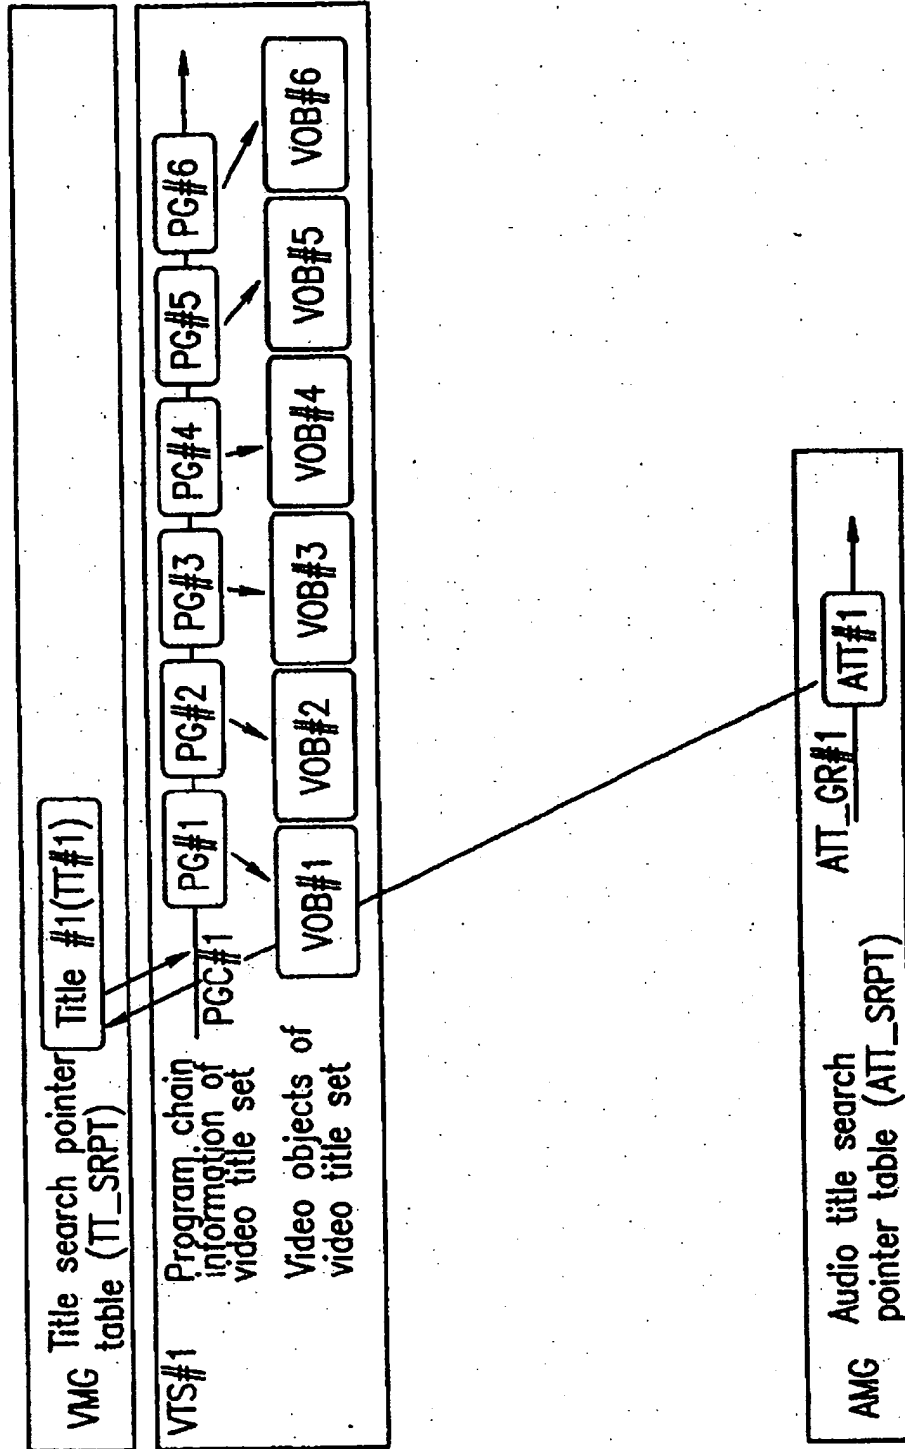 VMG
Title search pointer
table (TT_SRPT)
Title #1(TT#1)
VTS#1
Program chain
information of
video title set
PGC#1
PG#1
PG#2
PG#3
PG#4
PG#5
PG#6
Video objects of
video title set
VOB#1
VOB#2
VOB#3
VOB#4
VOB#5
VOB#6
AMG
Audio title search
pointer table (ATT_SRPT)
ATT_GR#1
ATT#1